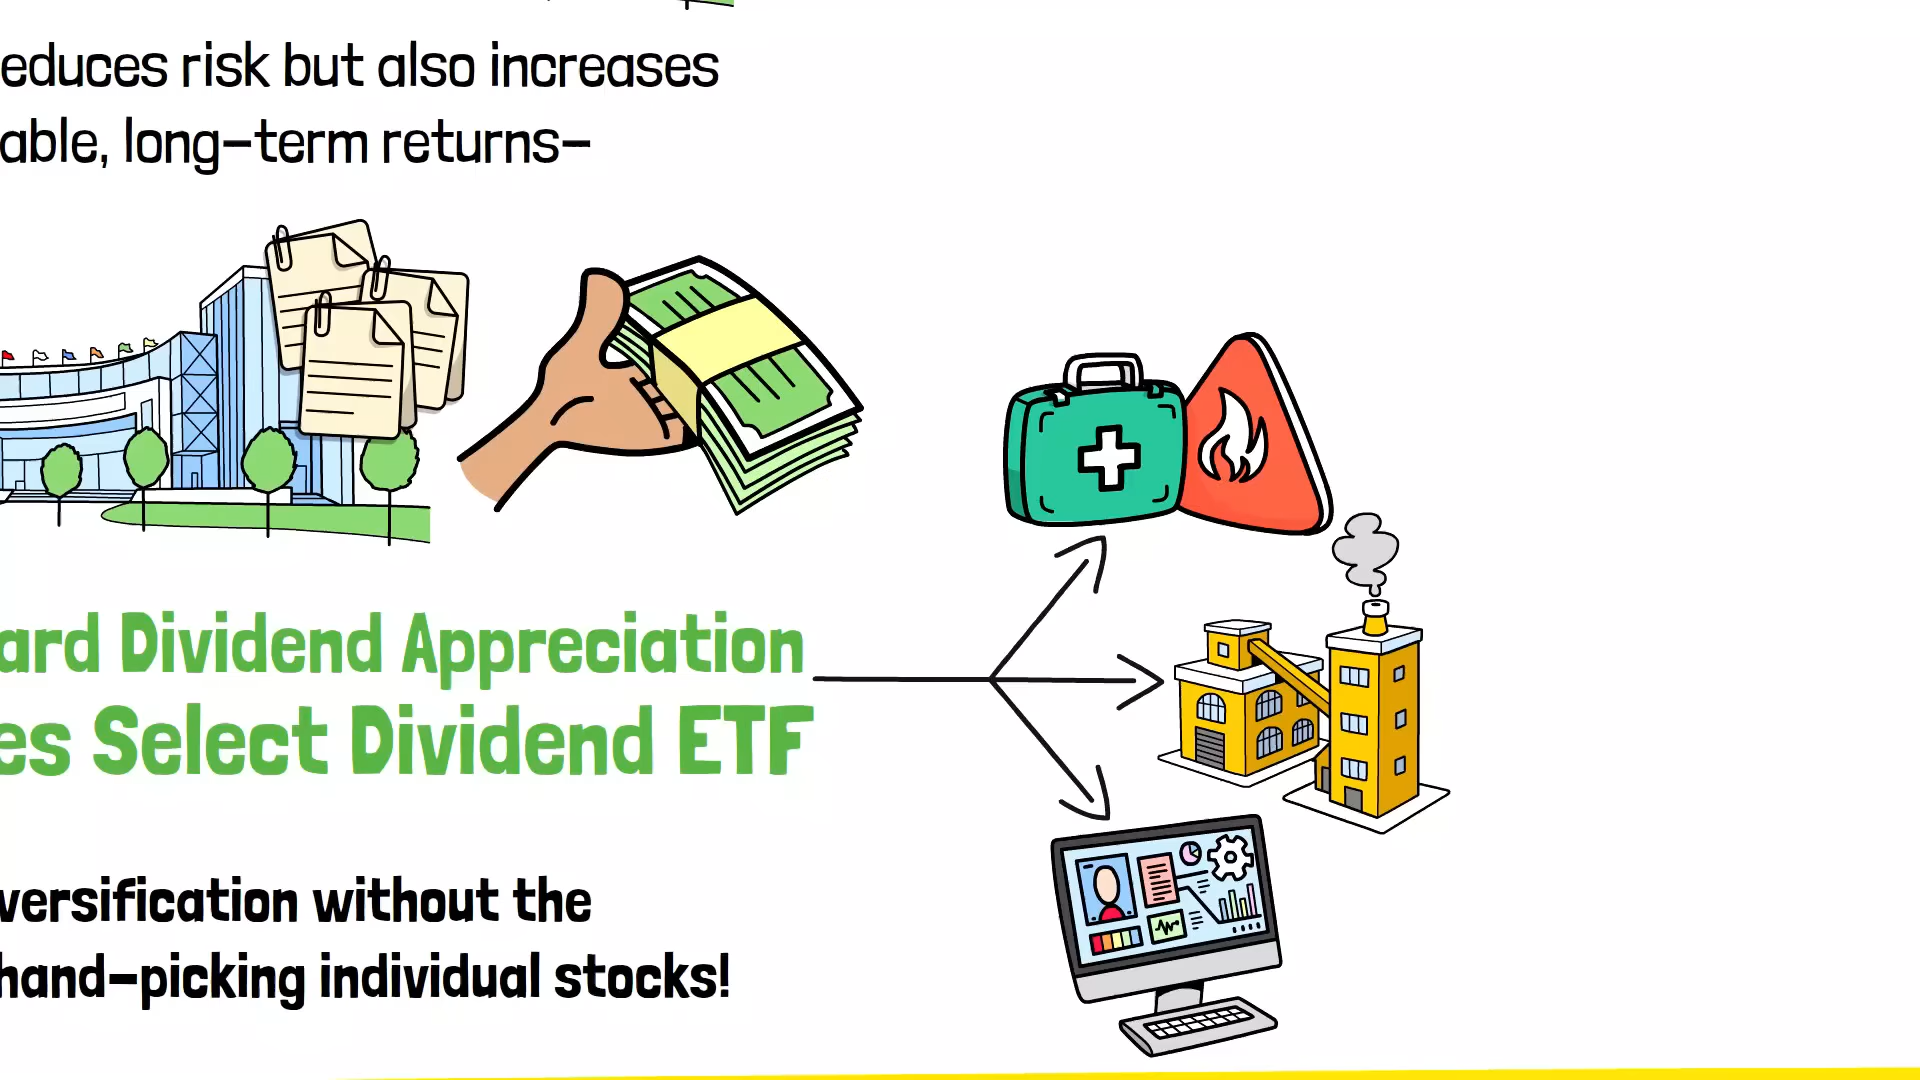 educes risk but also increases
able, long-term returns-
ard Dividend Appreciation
es Select Dividend ETF
versification without the
hand-picking individual stocks!